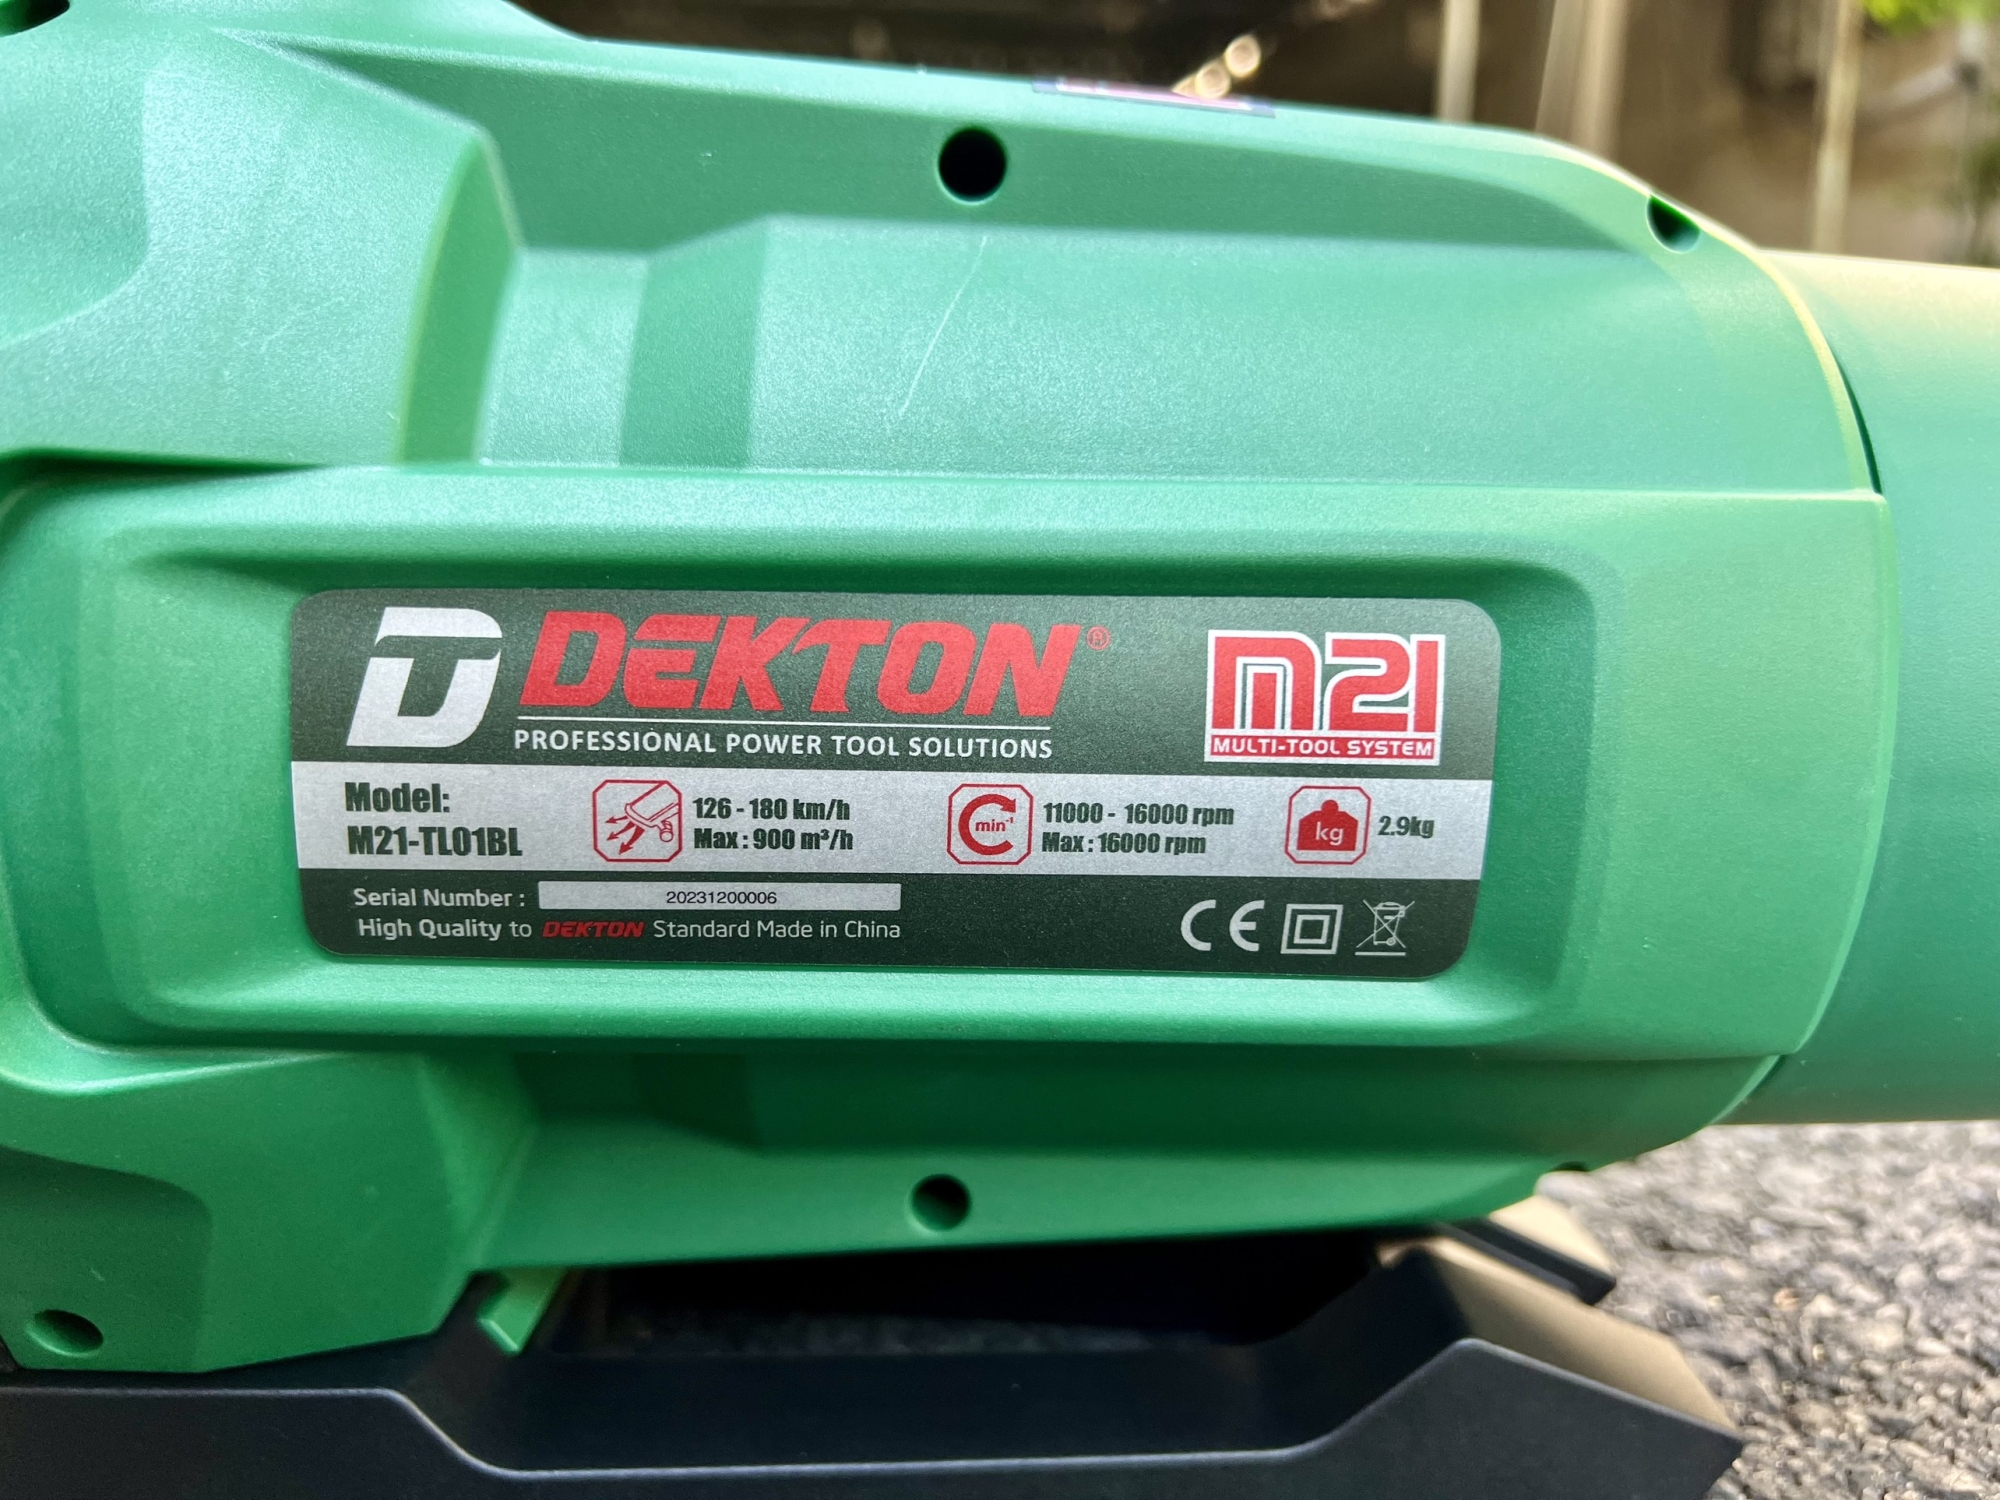 DEKTON®
PROFESSIONAL POWER TOOL SOLUTIONS
M21
MULTI-TOOL SYSTEM
Model:
M21-TL01BL
126 - 180 km/h
Max : 900 m³/h
min⁻¹
11000 - 16000 rpm
Max : 16000 rpm
kg
2.9kg
Serial Number :
20231200006
High Quality to DEKTON Standard Made in China
CE